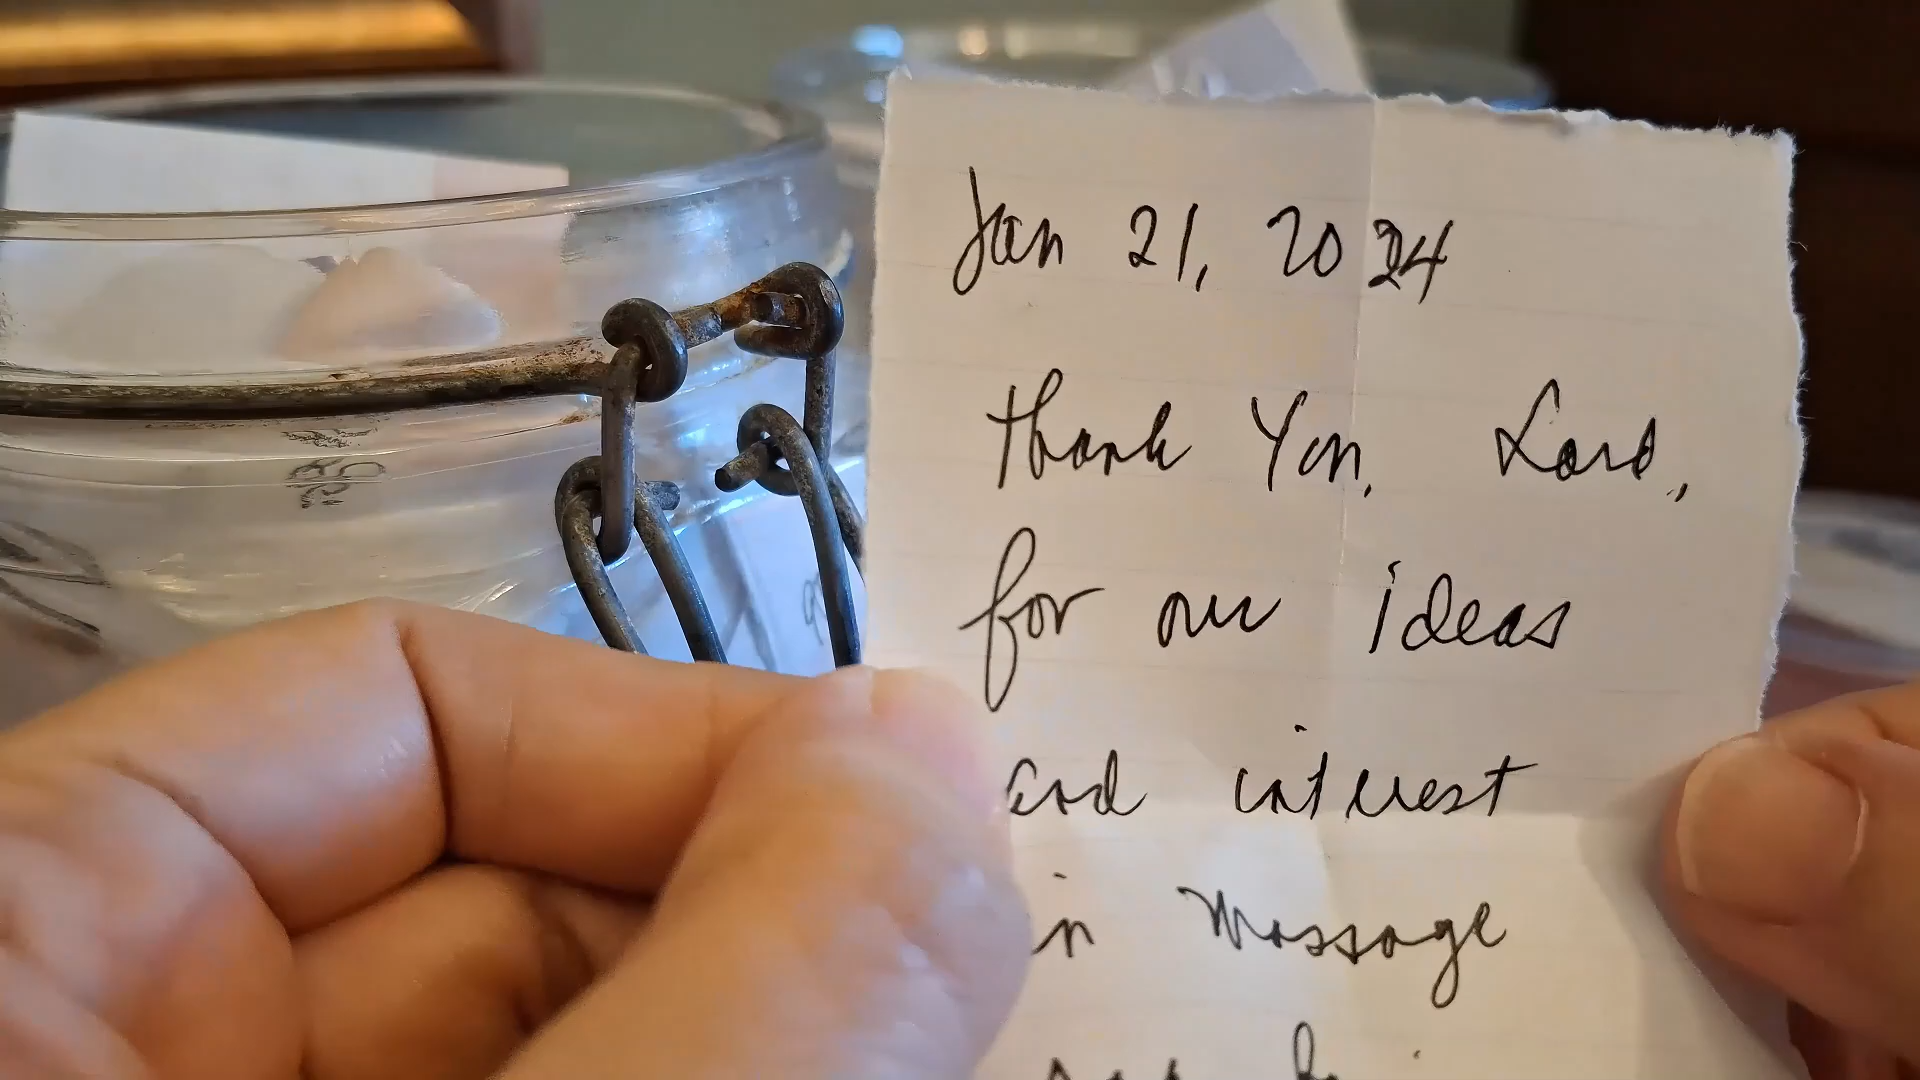 Jan 21, 2024
Thank You, Lord,
for our ideas
and interest
in Massage